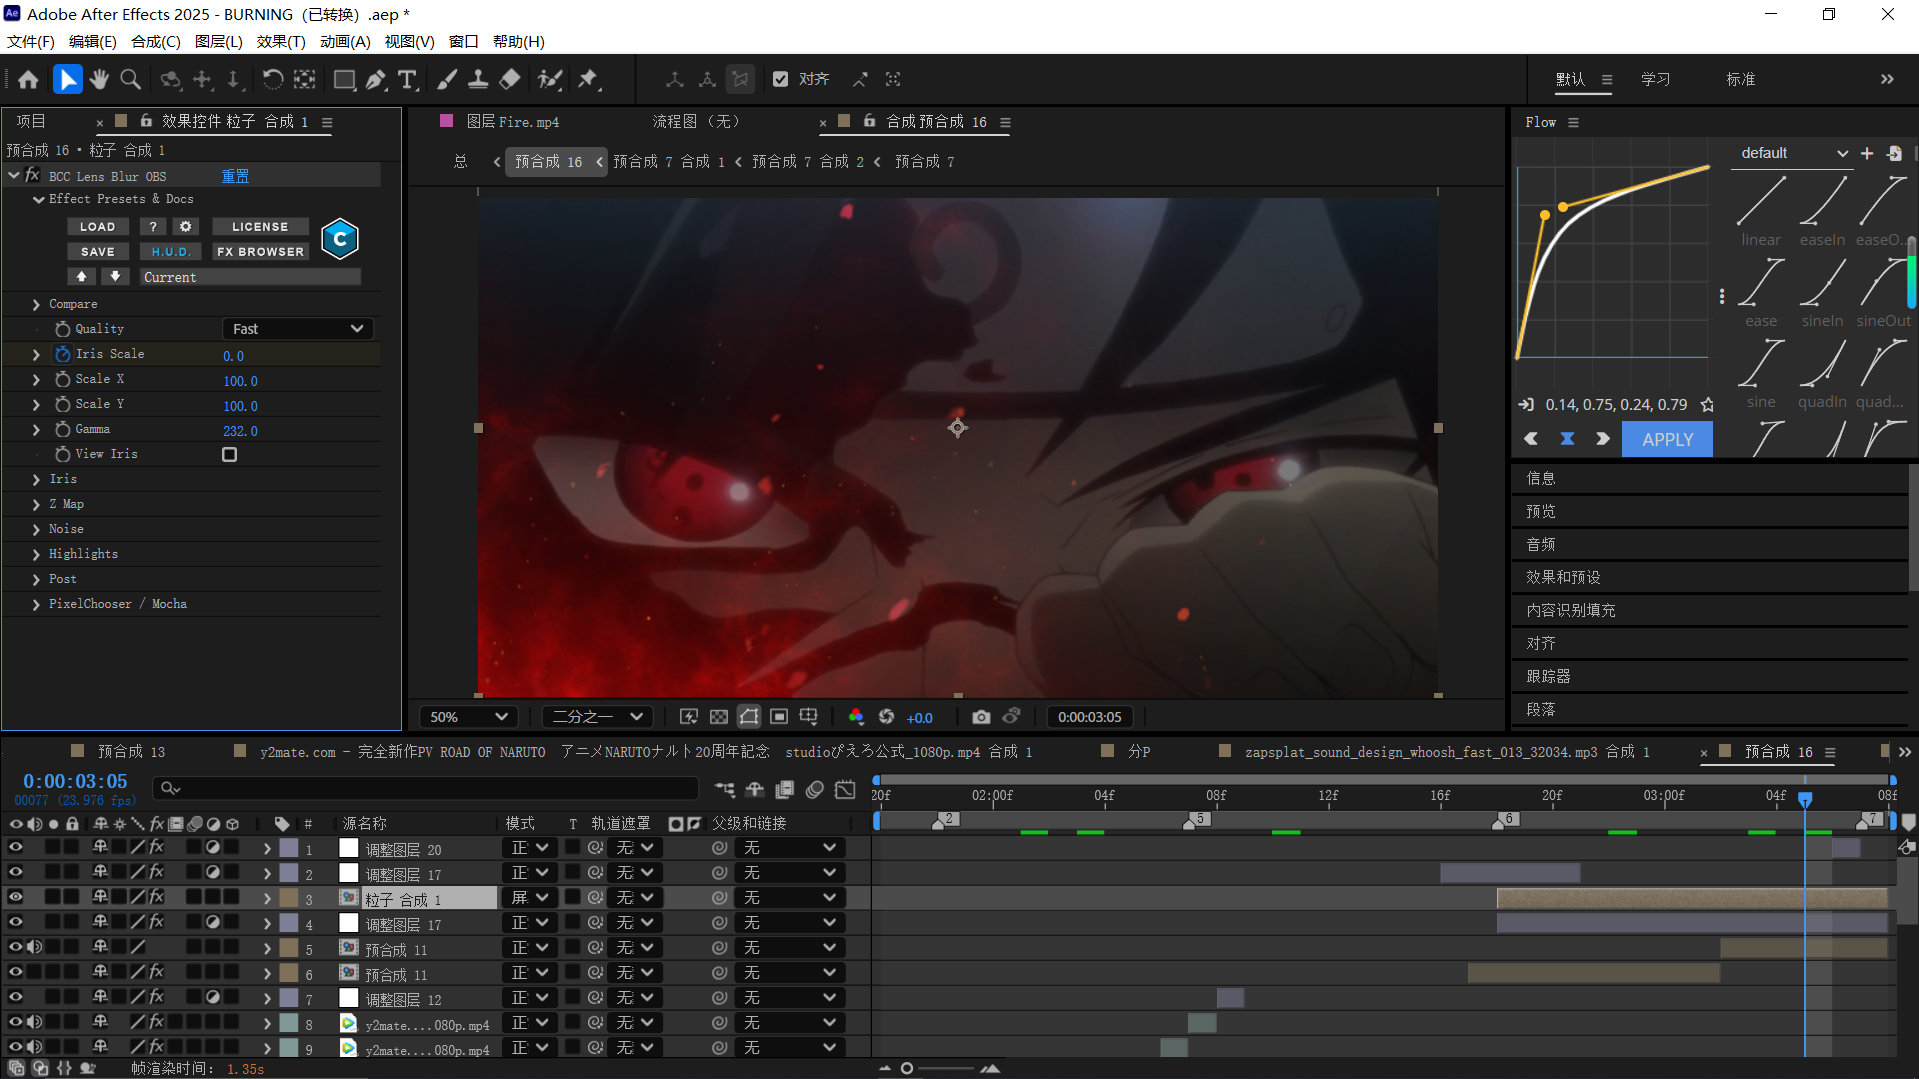 Adobe After Effects 2025 - BURNING（已转换）.aep *
文件(F) 编辑(E) 合成(C) 图层(L) 效果(T) 动画(A) 视图(V) 窗口 帮助(H)
对齐 默认 学习 标准
项目 效果控件 粒子 合成 1
预合成 16 • 粒子 合成 1
fx BCC Lens Blur OBS 重置
Effect Presets & Docs
LOAD ? LICENSE
SAVE H.U.D. FX BROWSER
Current
Compare
Quality Fast
Iris Scale 0.0
Scale X 100.0
Scale Y 100.0
Gamma 232.0
View Iris
Iris
Z Map
Noise
Highlights
Post
PixelChooser / Mocha
图层 Fire.mp4 流程图 （无） 合成 预合成 16
总 预合成 16 预合成 7 合成 1 预合成 7 合成 2 预合成 7
50% 二分之一 +0.0 0:00:03:05
Flow
default
linear easeIn easeO...
ease sineIn sineOut
sine quadIn quad...
0.14, 0.75, 0.24, 0.79
APPLY
信息
预览
音频
效果和预设
内容识别填充
对齐
跟踪器
段落
预合成 13 y2mate.com - 完全新作PV ROAD OF NARUTO アニメNARUTOナルト20周年記念 studioぴえろ公式_1080p.mp4 合成 1 分P zapsplat_sound_design_whoosh_fast_013_32034.mp3 合成 1 预合成 16
0:00:03:05
00077 (23.976 fps)
20f 02:00f 04f 08f 12f 16f 20f 03:00f 04f 08f
2 5 6 7
# 源名称 模式 T 轨道遮罩 父级和链接
1 调整图层 20 正 无 无
2 调整图层 17 正 无 无
3 粒子 合成 1 屏 无 无
4 调整图层 17 正 无 无
5 预合成 11 正 无 无
6 预合成 11 正 无 无
7 调整图层 12 正 无 无
8 y2mate....080p.mp4 正 无 无
9 y2mate....080p.mp4 正 无 无
帧渲染时间: 1.35s